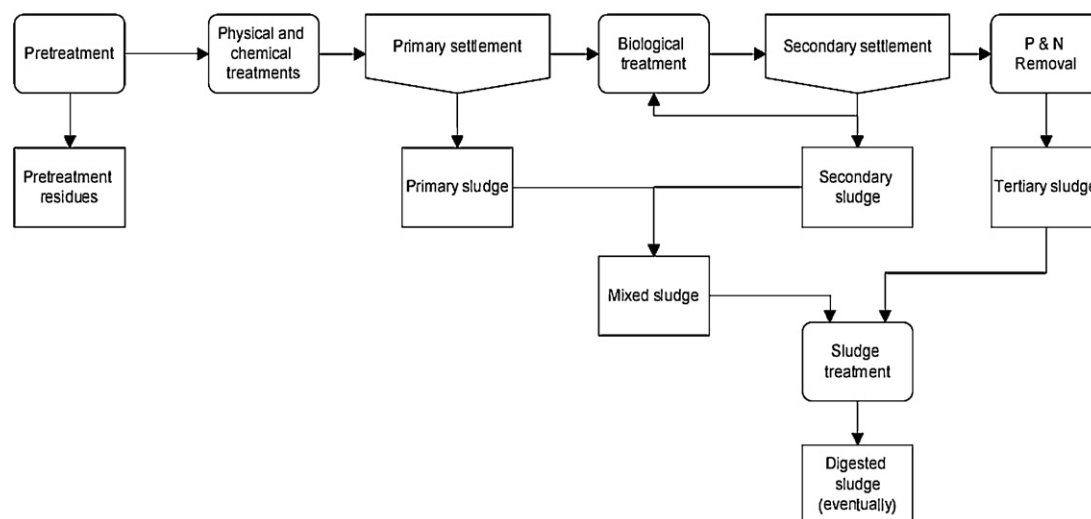 Pretreatment
Physical and
chemical
treatments
Primary settlement
Biological
treatment
Secondary settlement
P & N
Removal
Pretreatment
residues
Primary sludge
Secondary
sludge
Tertiary sludge
Mixed sludge
Sludge
treatment
Digested
sludge
(eventually)